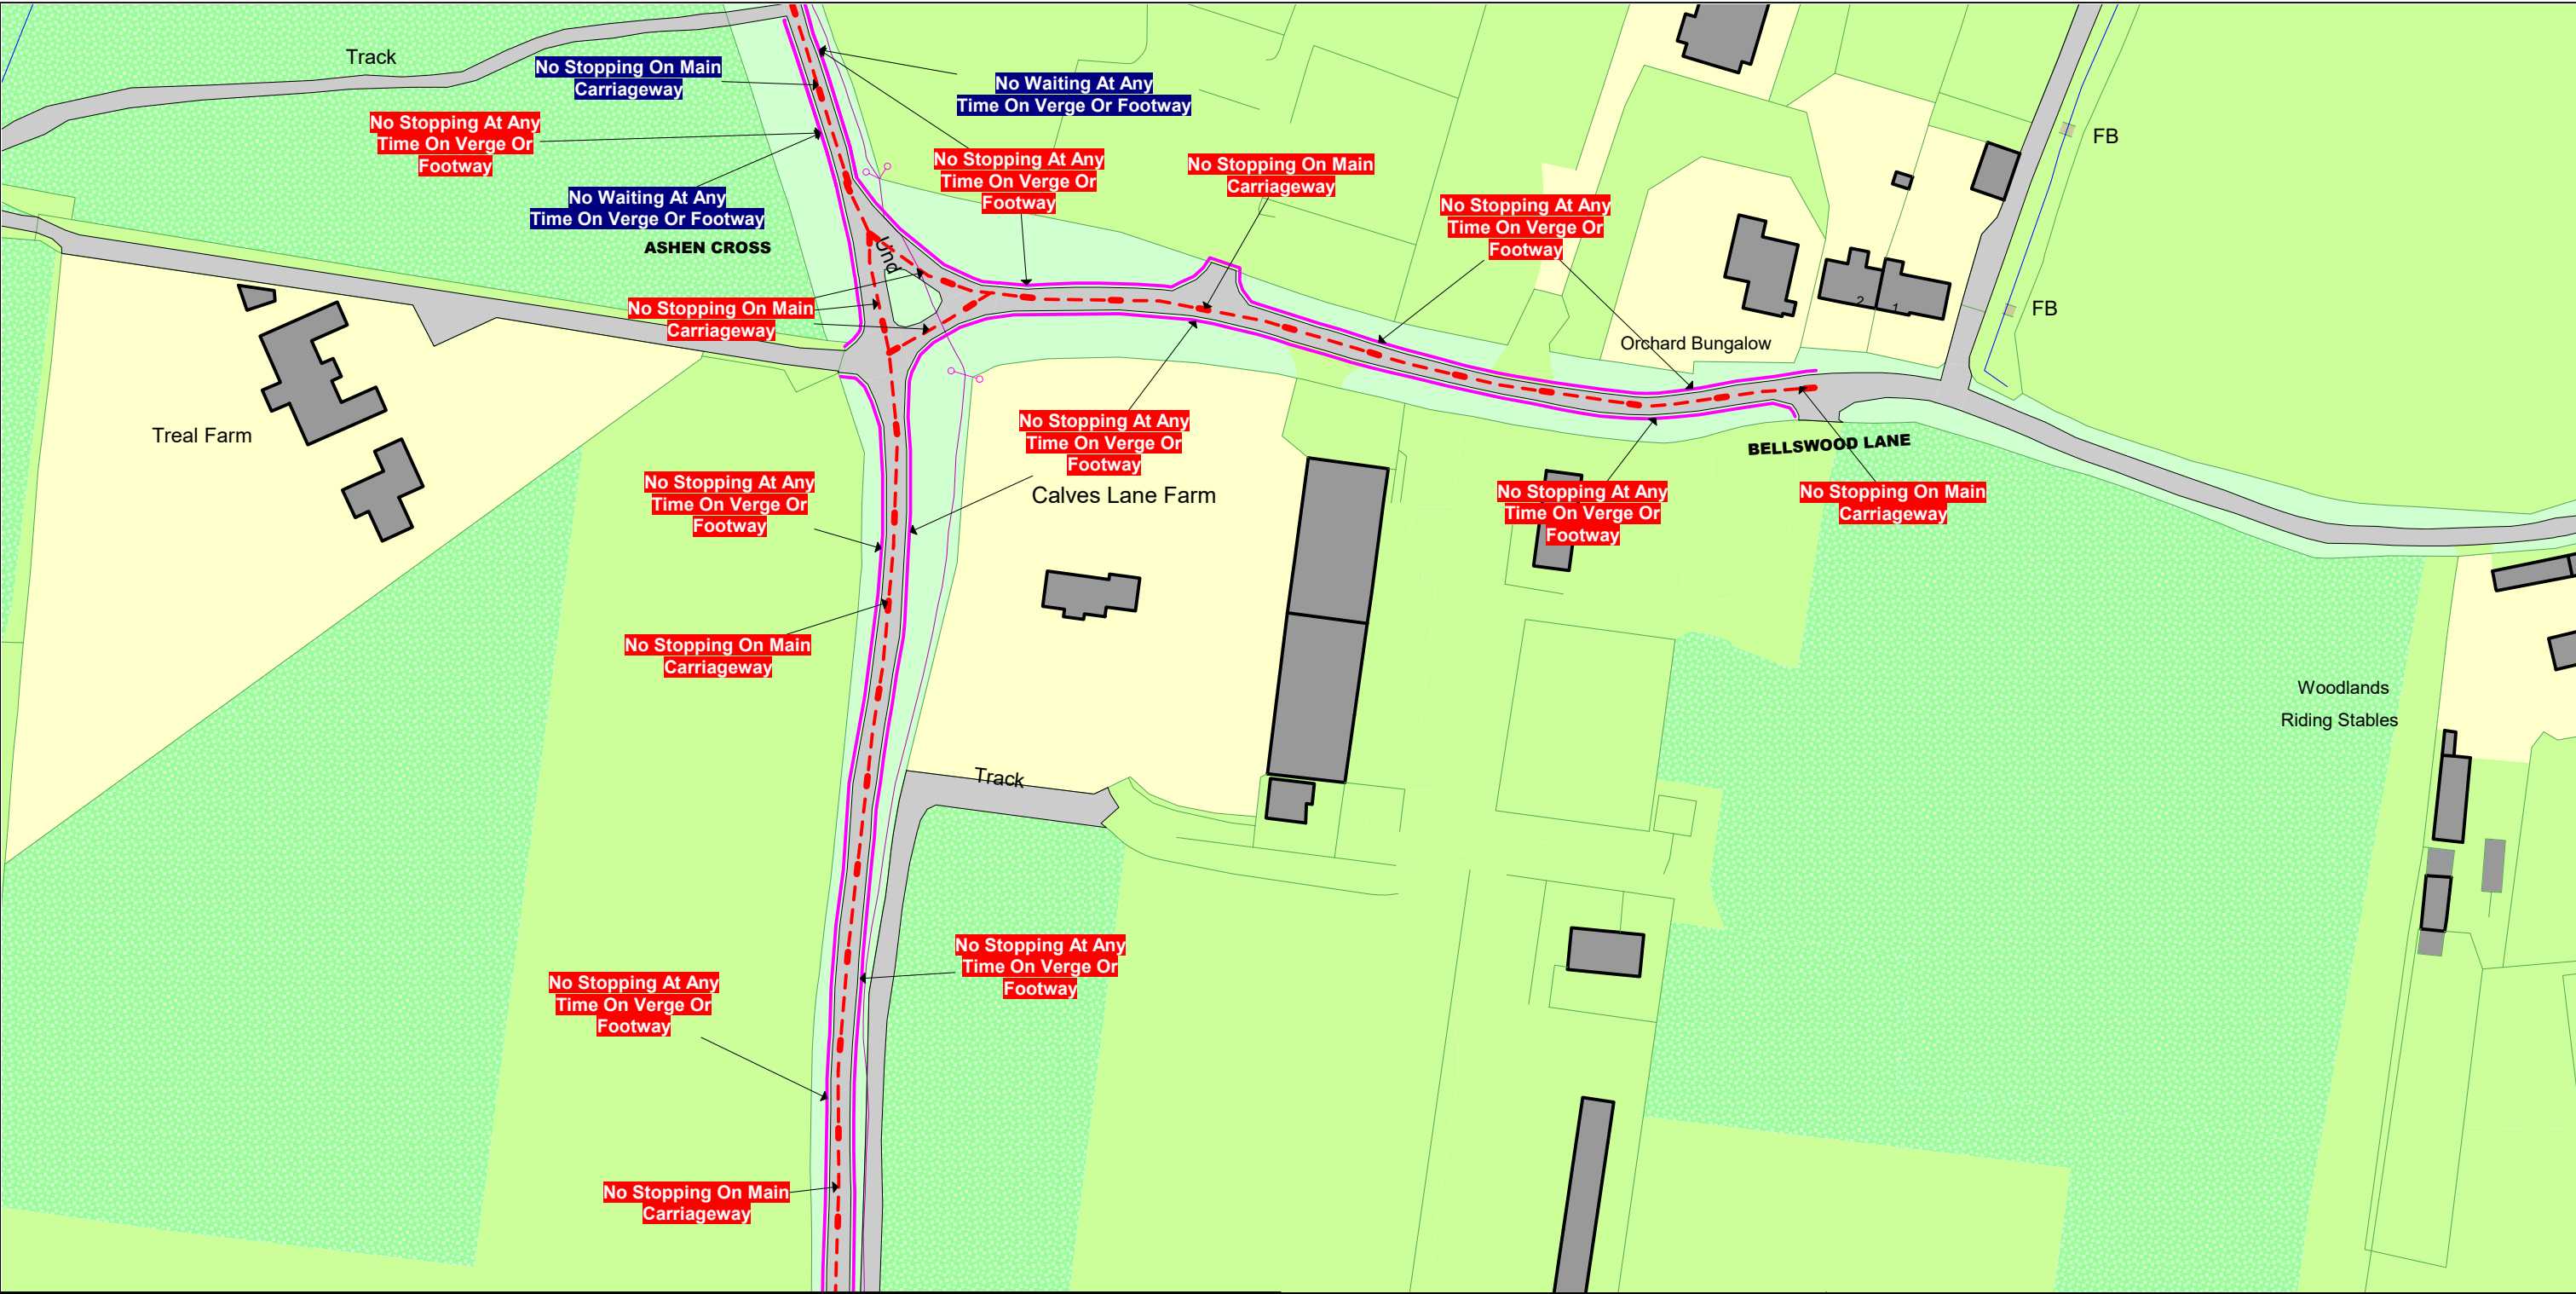 Track
No Stopping On Main
Carriageway
No Waiting At Any
Time On Verge Or Footway
No Stopping At Any
Time On Verge Or
Footway
FB
No Stopping At Any
Time On Verge Or
Footway
No Stopping On Main
Carriageway
No Waiting At Any
Time On Verge Or Footway
No Stopping At Any
Time On Verge Or
Footway
ASHEN CROSS
Und
No Stopping On Main
Carriageway
2
1
FB
Orchard Bungalow
Treal Farm
No Stopping At Any
Time On Verge Or
Footway
BELLSWOOD LANE
No Stopping At Any
Time On Verge Or
Footway
Calves Lane Farm
No Stopping At Any
Time On Verge Or
Footway
No Stopping On Main
Carriageway
No Stopping On Main
Carriageway
Woodlands
Riding Stables
Track
No Stopping At Any
Time On Verge Or
Footway
No Stopping At Any
Time On Verge Or
Footway
No Stopping On Main
Carriageway